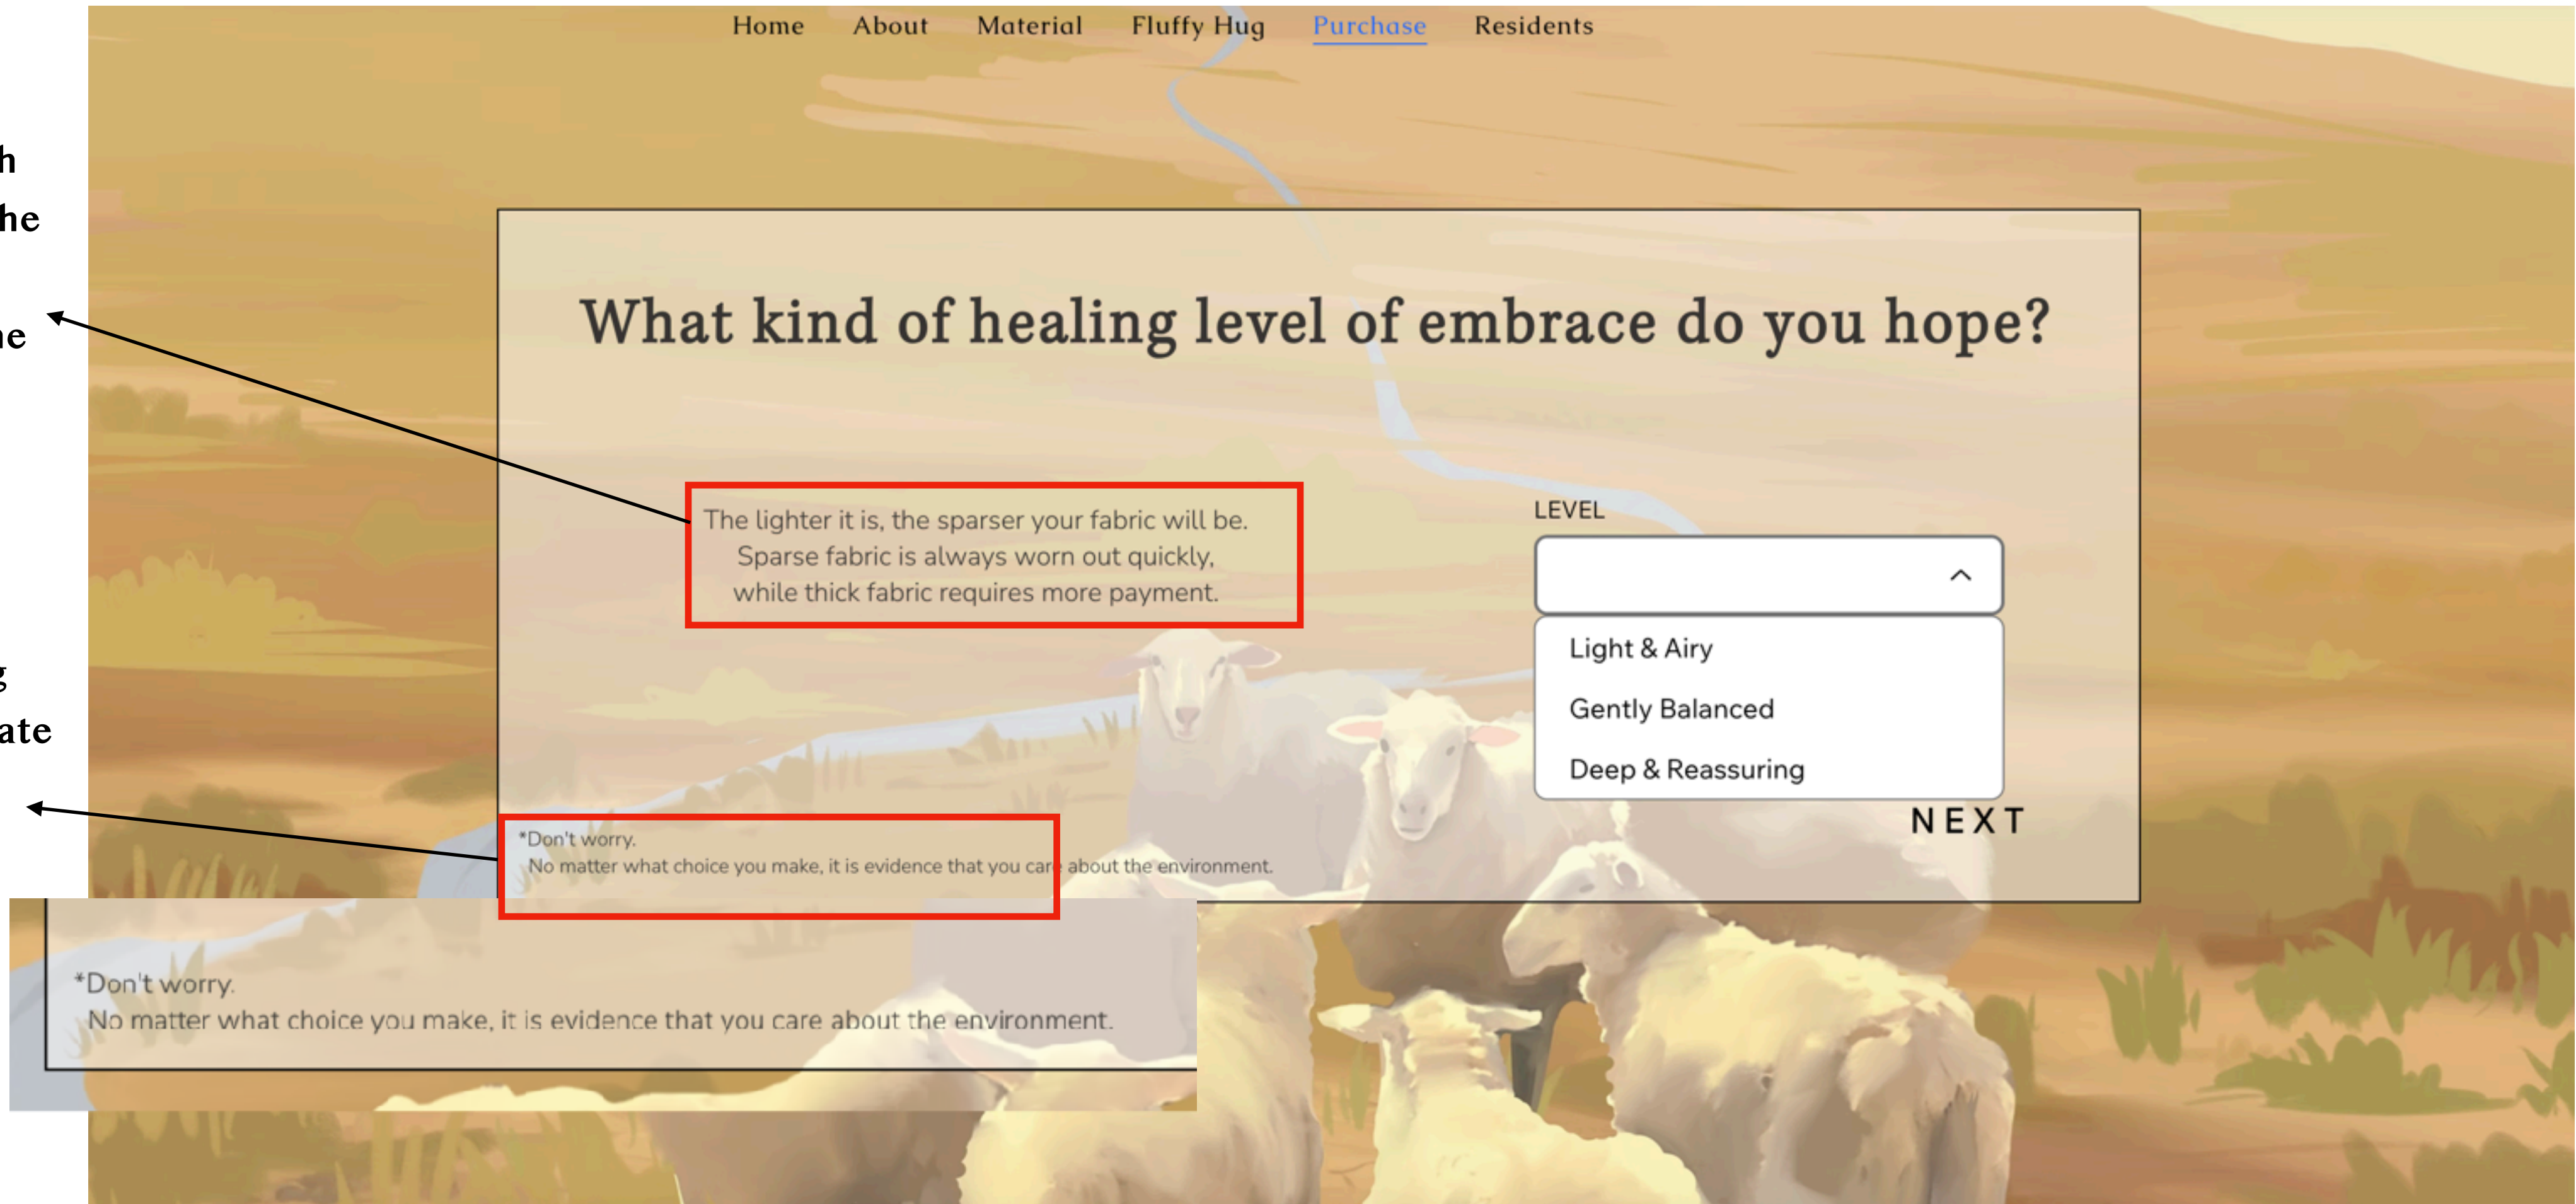 Home About Material Fluffy Hug Purchase Residents
What kind of healing level of embrace do you hope?
The lighter it is, the sparser your fabric will be.
Sparse fabric is always worn out quickly,
while thick fabric requires more payment.
LEVEL
Light & Airy
Gently Balanced
Deep & Reassuring
NEXT
*Don't worry.
No matter what choice you make, it is evidence that you care about the environment.
*Don't worry.
No matter what choice you make, it is evidence that you care about the environment.